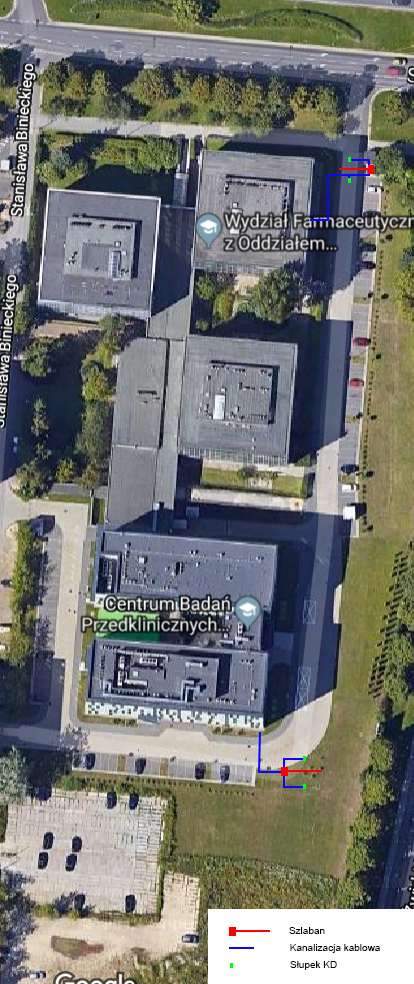 S
Stanisława Binieckiego
Wydział Farmaceutyczn
z Oddziałem...
Stanisława Binieckiego
Centrum Badań
Przedklinicznych...
Szlaban
Kanalizacja kablowa
Słupek KD
Google